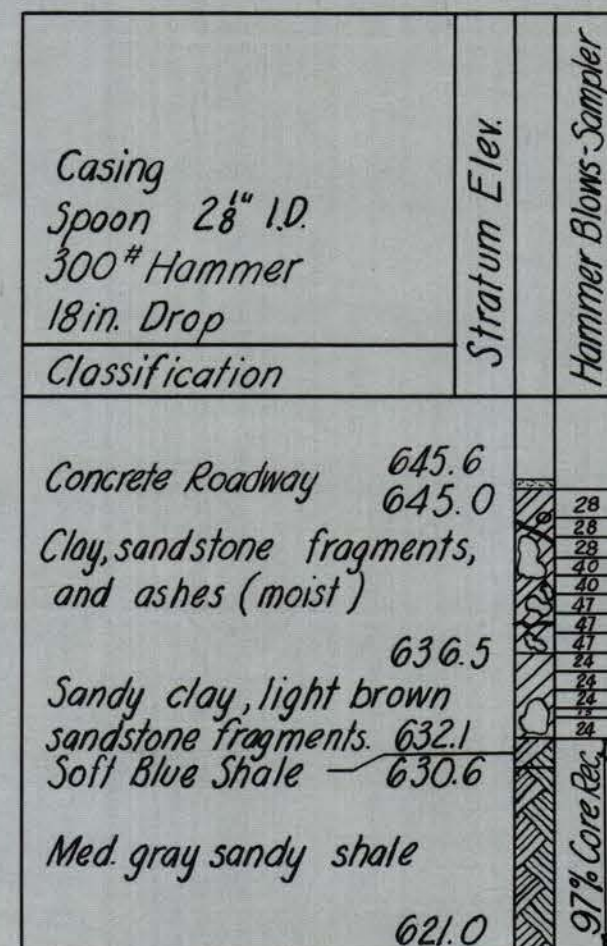 Casing
Spoon 2 1/8" I.D.
300# Hammer
18 in. Drop
Classification
Stratum Elev.
Hammer Blows-Sampler
645.6
Concrete Roadway
645.0
Clay, sandstone fragments,
and ashes (moist)
636.5
Sandy clay, light brown
sandstone fragments. 632.1
Soft Blue Shale 630.6
Med. gray sandy shale
621.0
28
28
28
40
40
47
47
47
24
24
24
24
97% Core Rec.